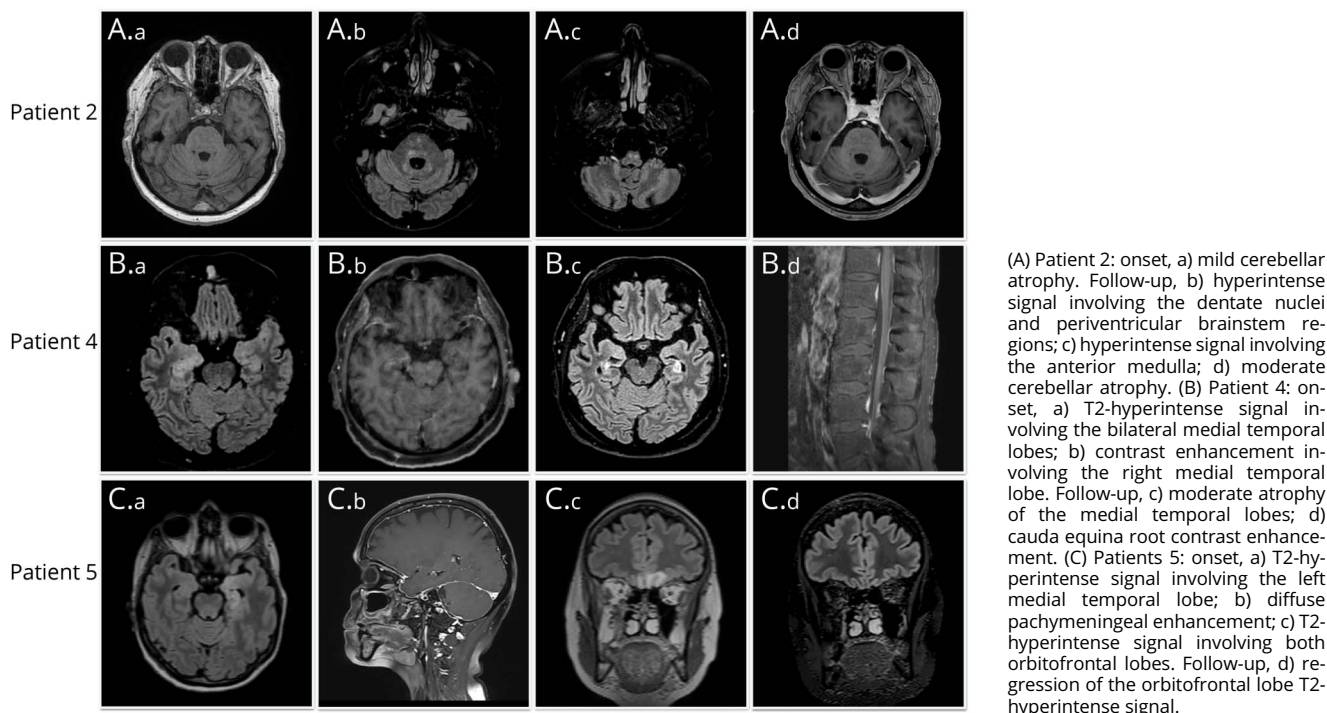 A.a
A.b
A.c
A.d
Patient 2
B.a
B.b
B.c
B.d
Patient 4
C.a
C.b
C.c
C.d
Patient 5
(A) Patient 2: onset, a) mild cerebellar
atrophy. Follow-up, b) hyperintense
signal involving the dentate nuclei
and periventricular brainstem re-
gions; c) hyperintense signal involving
the anterior medulla; d) moderate
cerebellar atrophy. (B) Patient 4: on-
set, a) T2-hyperintense signal in-
volving the bilateral medial temporal
lobes; b) contrast enhancement in-
volving the right medial temporal
lobe. Follow-up, c) moderate atrophy
of the medial temporal lobes; d)
cauda equina root contrast enhance-
ment. (C) Patients 5: onset, a) T2-hy-
perintense signal involving the left
medial temporal lobe; b) diffuse
pachymeningeal enhancement; c) T2-
hyperintense signal involving both
orbitofrontal lobes. Follow-up, d) re-
gression of the orbitofrontal lobe T2-
hyperintense signal.